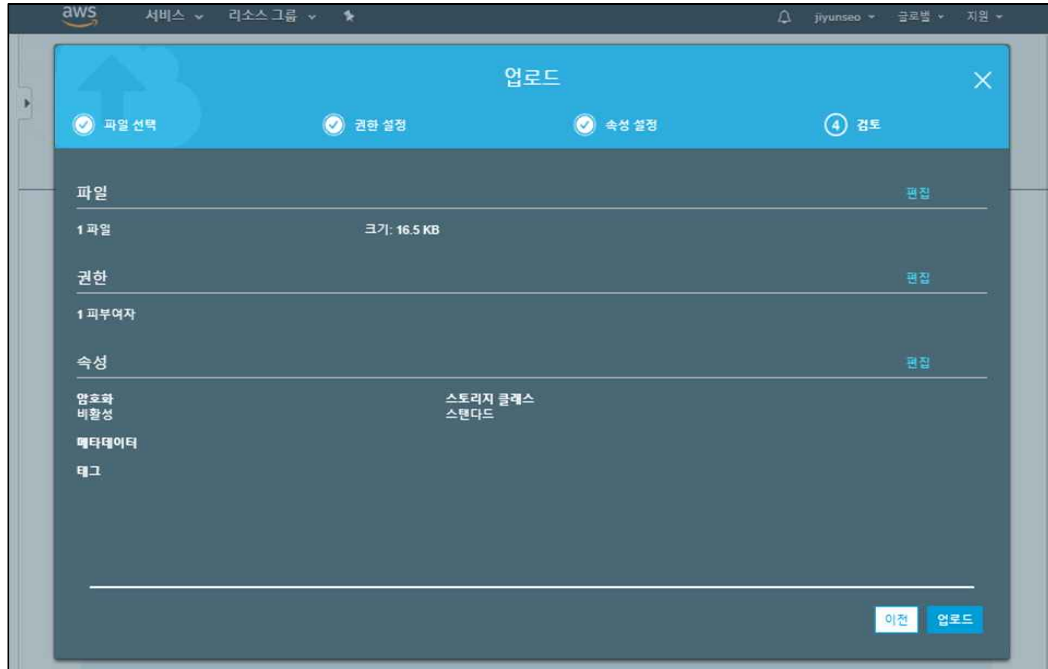 aws 서비스 리소스 그룹 jiyunseo 글로벌 지원
업로드
파일 선택 권한 설정 속성 설정 4 검토
파일 편집
1 파일 크기: 16.5 KB
권한 편집
1 피부여자
속성 편집
암호화 스토리지 클래스
비활성 스탠다드
메타데이터
태그
이전 업로드